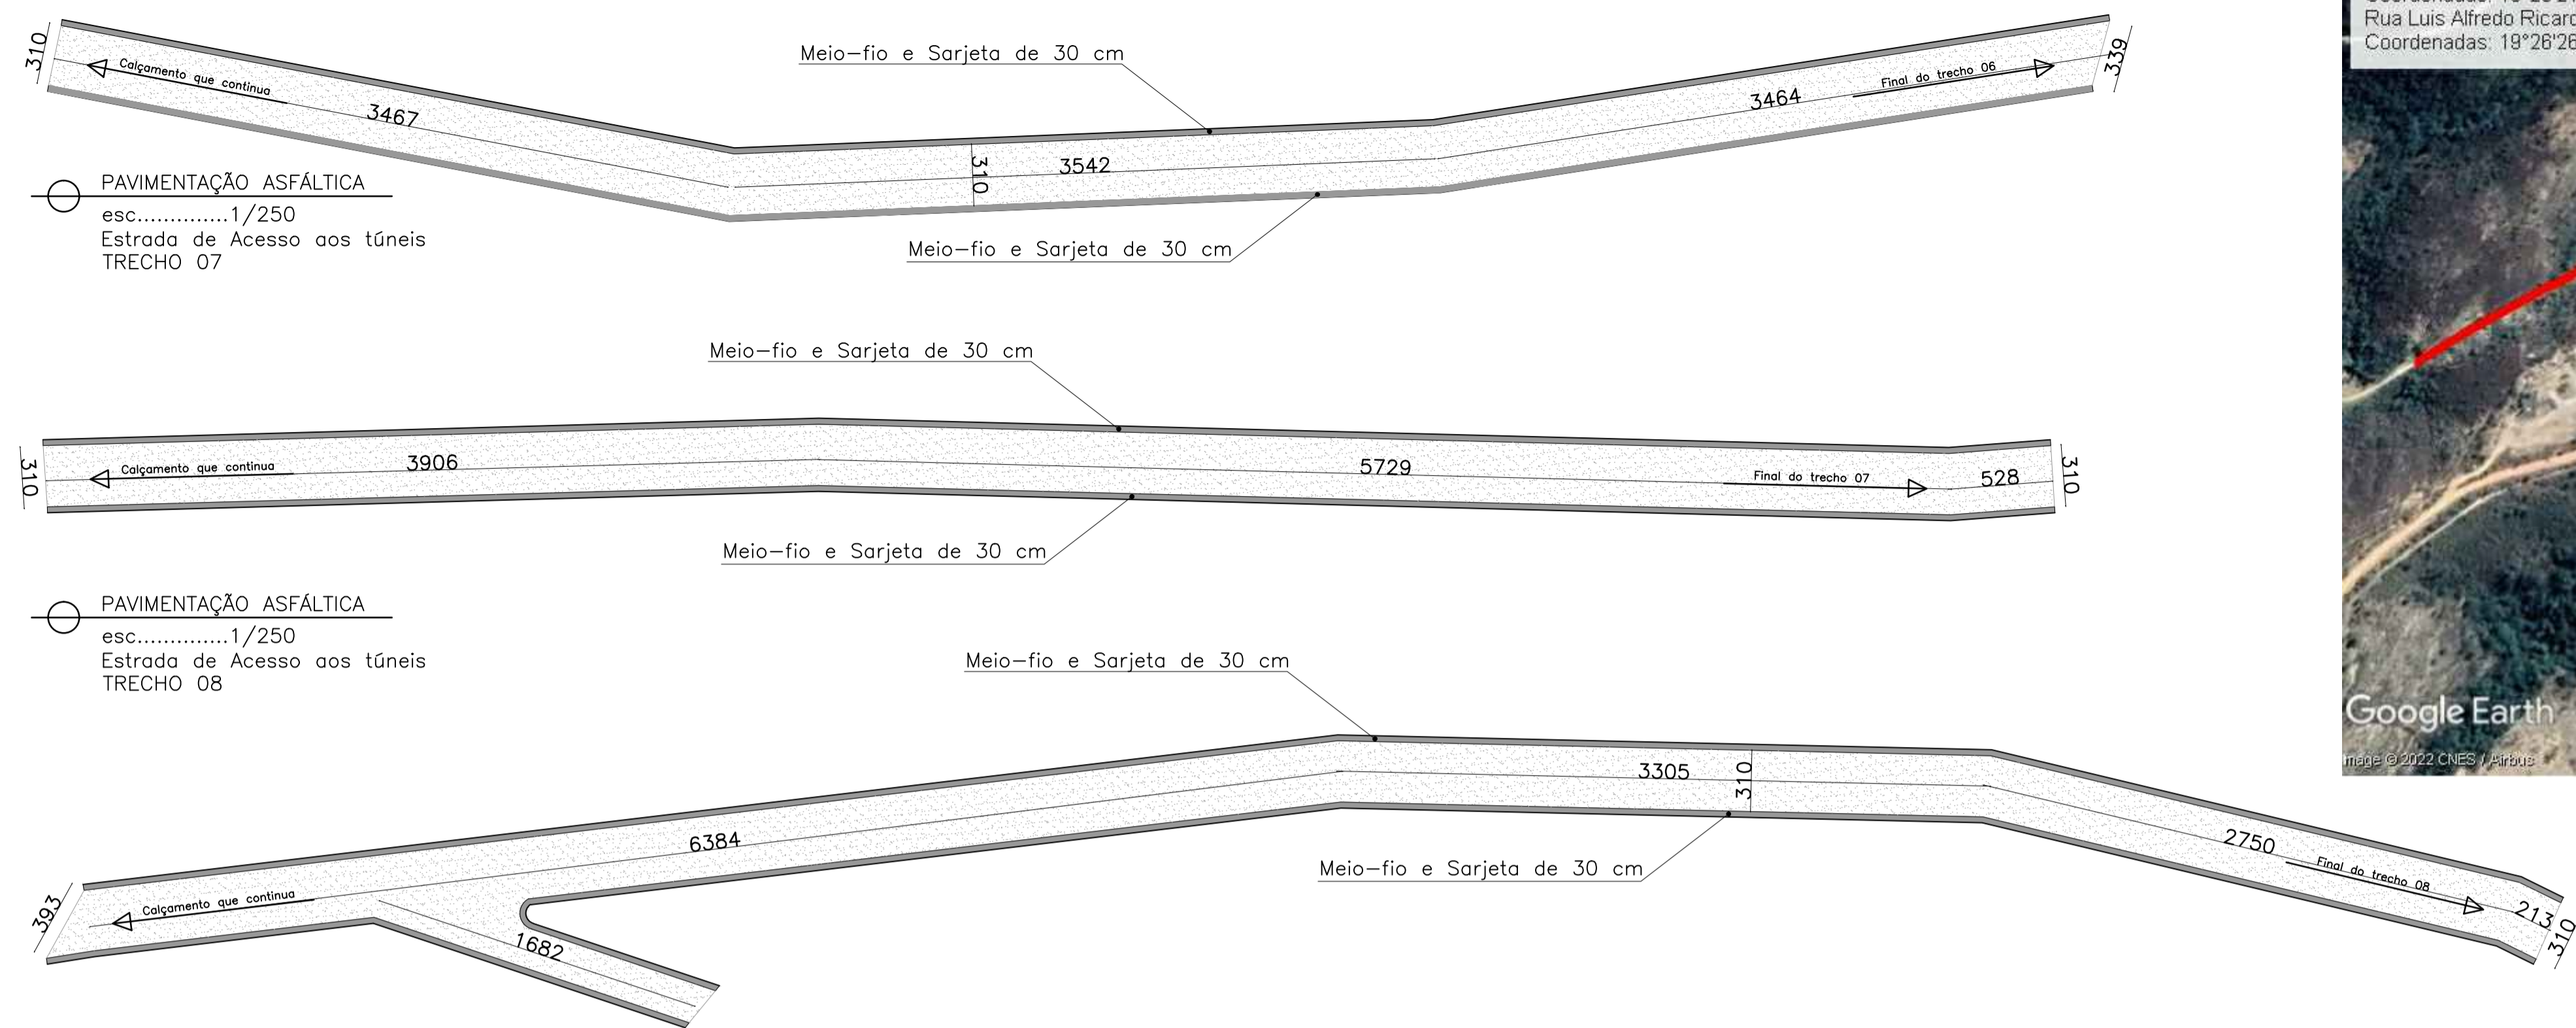 310
Calçamento que continua
3467
Meio-fio e Sarjeta de 30 cm
310
3542
3464
Final do trecho 06
339
Meio-fio e Sarjeta de 30 cm
PAVIMENTAÇÃO ASFÁLTICA
esc..............1/250
Estrada de Acesso aos túneis
TRECHO 07
Meio-fio e Sarjeta de 30 cm
310
Calçamento que continua
3906
5729
Final do trecho 07
528
310
Meio-fio e Sarjeta de 30 cm
PAVIMENTAÇÃO ASFÁLTICA
esc..............1/250
Estrada de Acesso aos túneis
TRECHO 08
Meio-fio e Sarjeta de 30 cm
393
Calçamento que continua
6384
1682
3305
310
Meio-fio e Sarjeta de 30 cm
2750
Final do trecho 08
213
310
Rua Luis Alfredo Ricard
Coordenadas: 19°26'26
Google Earth
mage © 2022 CNES / Airbus